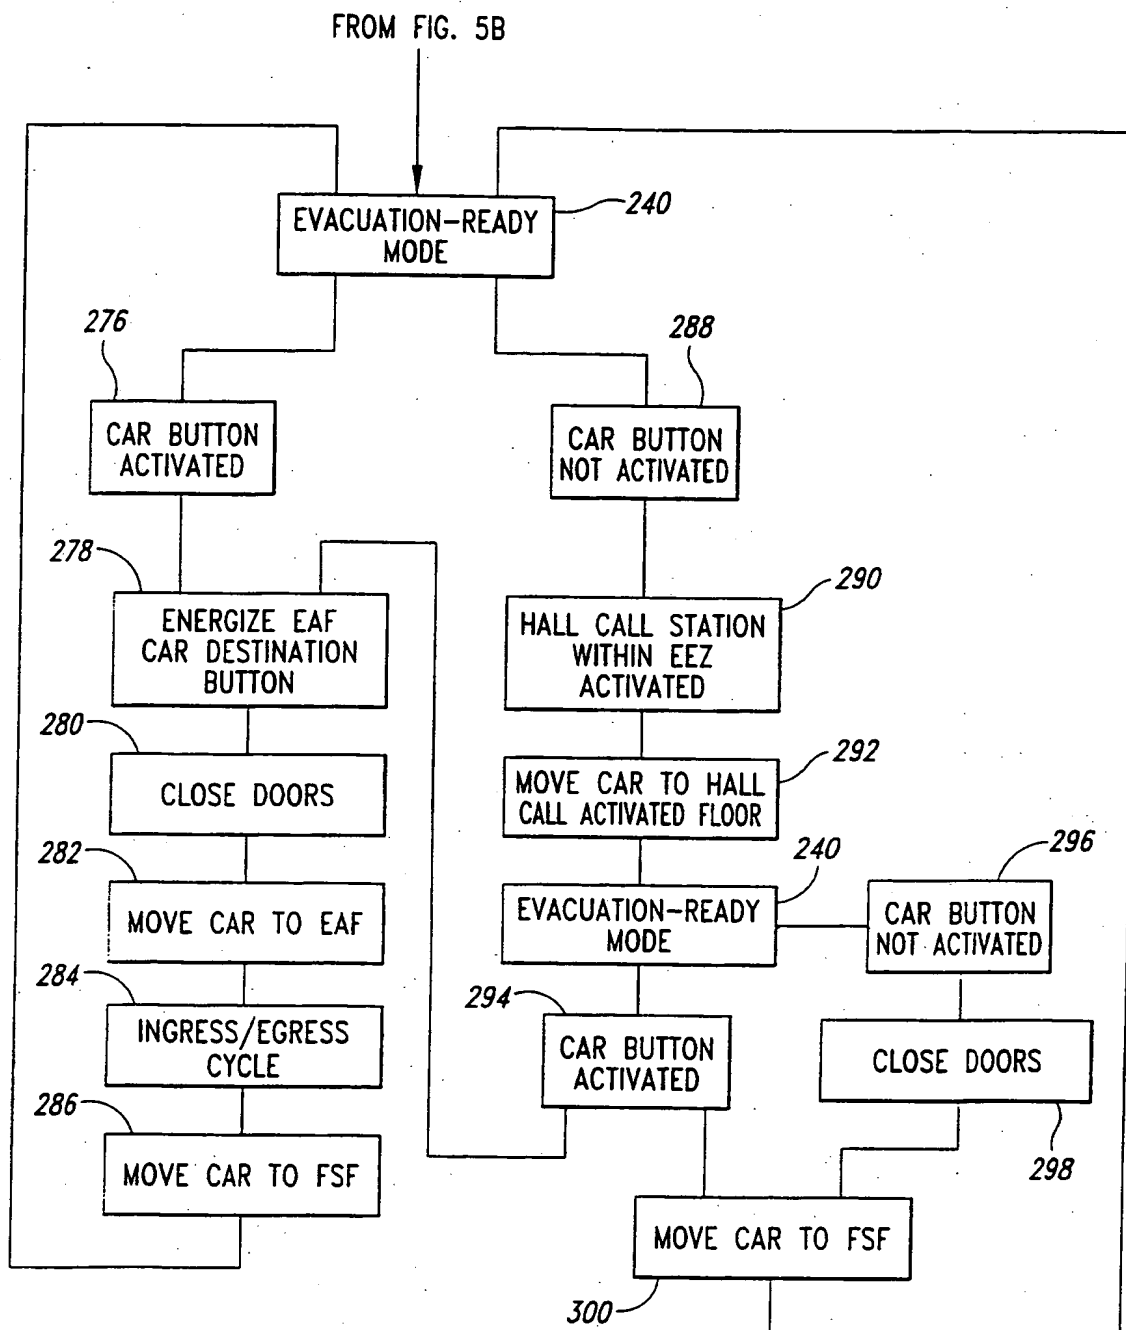 FROM FIG. 5B
240
EVACUATION-READY
MODE
276
288
CAR BUTTON
ACTIVATED
CAR BUTTON
NOT ACTIVATED
278
290
ENERGIZE EAF
CAR DESTINATION
BUTTON
HALL CALL STATION
WITHIN EEZ
ACTIVATED
280
292
CLOSE DOORS
MOVE CAR TO HALL
CALL ACTIVATED FLOOR
282
240
296
MOVE CAR TO EAF
EVACUATION-READY
MODE
CAR BUTTON
NOT ACTIVATED
284
294
INGRESS/EGRESS
CYCLE
CAR BUTTON
ACTIVATED
CLOSE DOORS
298
286
MOVE CAR TO FSF
MOVE CAR TO FSF
300